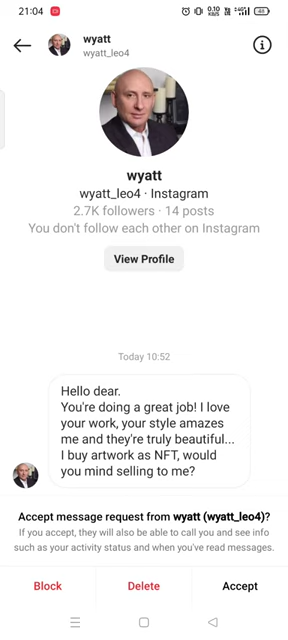 21:04
wyatt
wyatt_leo4
wyatt
wyatt_leo4 · Instagram
2.7K followers · 14 posts
You don't follow each other on Instagram
View Profile
Today 10:52
Hello dear.
You're doing a great job! I love
your work, your style amazes
me and they're truly beautiful...
I buy artwork as NFT, would
you mind selling to me?
Accept message request from wyatt (wyatt_leo4)?
If you accept, they will also be able to call you and see info
such as your activity status and when you've read messages.
Block
Delete
Accept